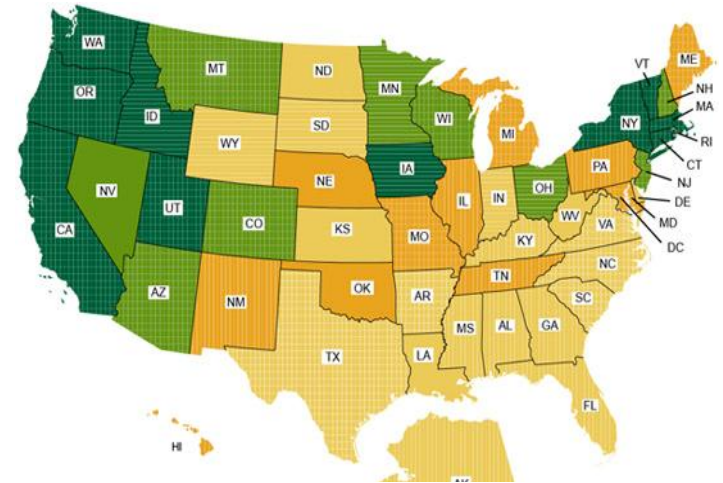 WA
MT
ND
MN
VT
ME
OR
ID
SD
WI
NY
NH
MA
WY
MI
RI
IA
CT
NE
PA
NV
UT
IL
IN
OH
NJ
CO
DE
CA
KS
MO
WV
MD
VA
KY
DC
AZ
NM
OK
TN
NC
AR
SC
MS
AL
GA
TX
LA
FL
HI